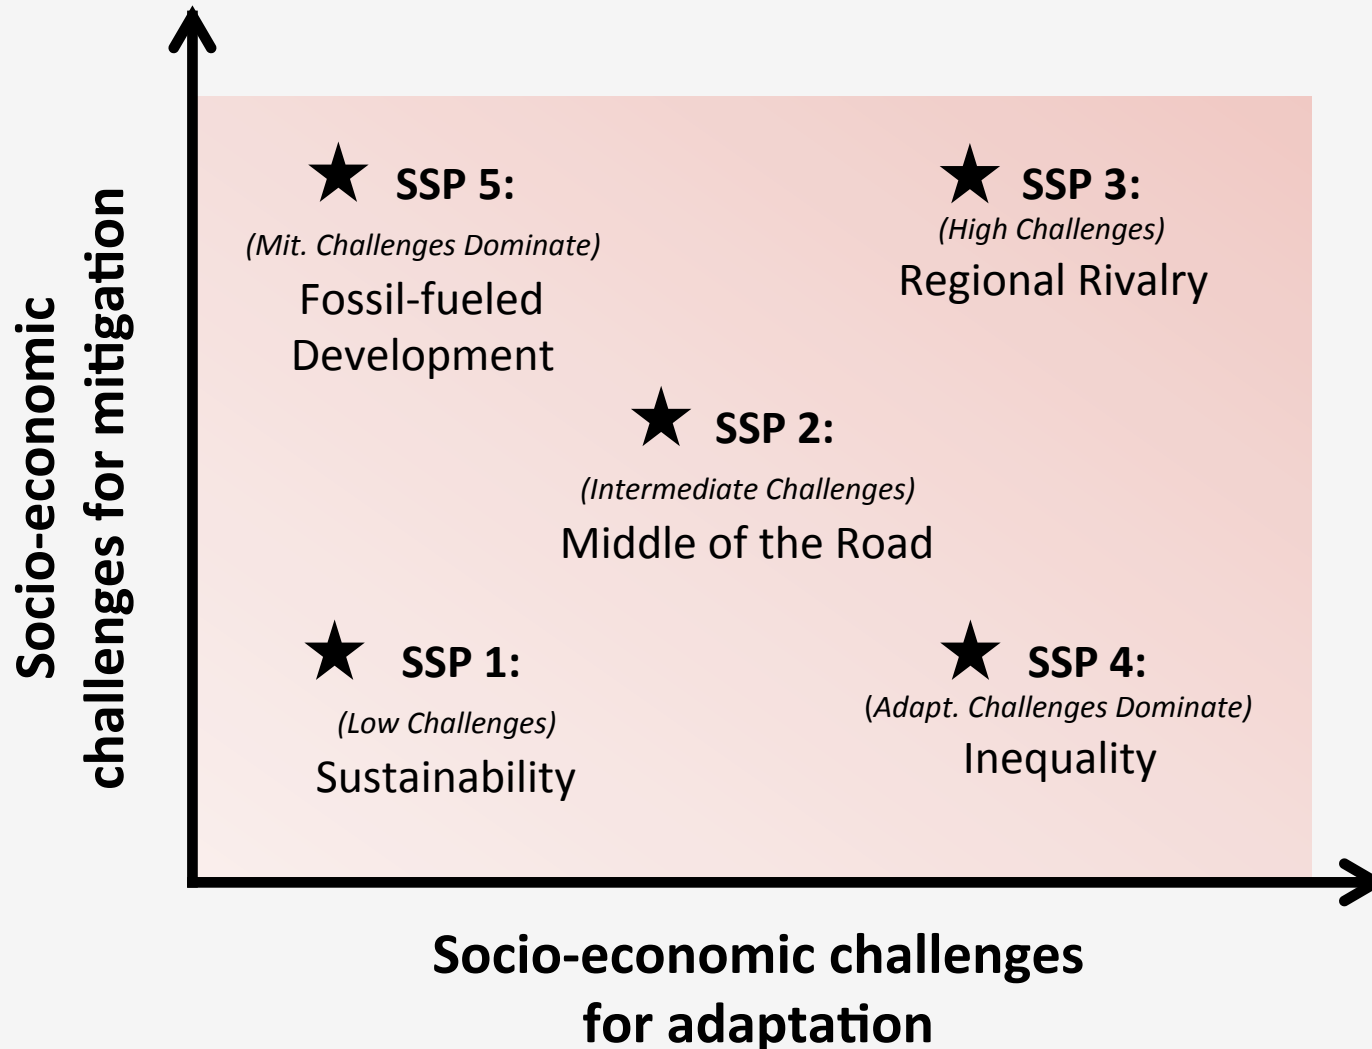 Socio-economic
challenges for mitigation
SSP 5:
(Mit. Challenges Dominate)
Fossil-fueled
Development
SSP 3:
(High Challenges)
Regional Rivalry
SSP 2:
(Intermediate Challenges)
Middle of the Road
SSP 1:
(Low Challenges)
Sustainability
SSP 4:
(Adapt. Challenges Dominate)
Inequality
Socio-economic challenges
for adaptation